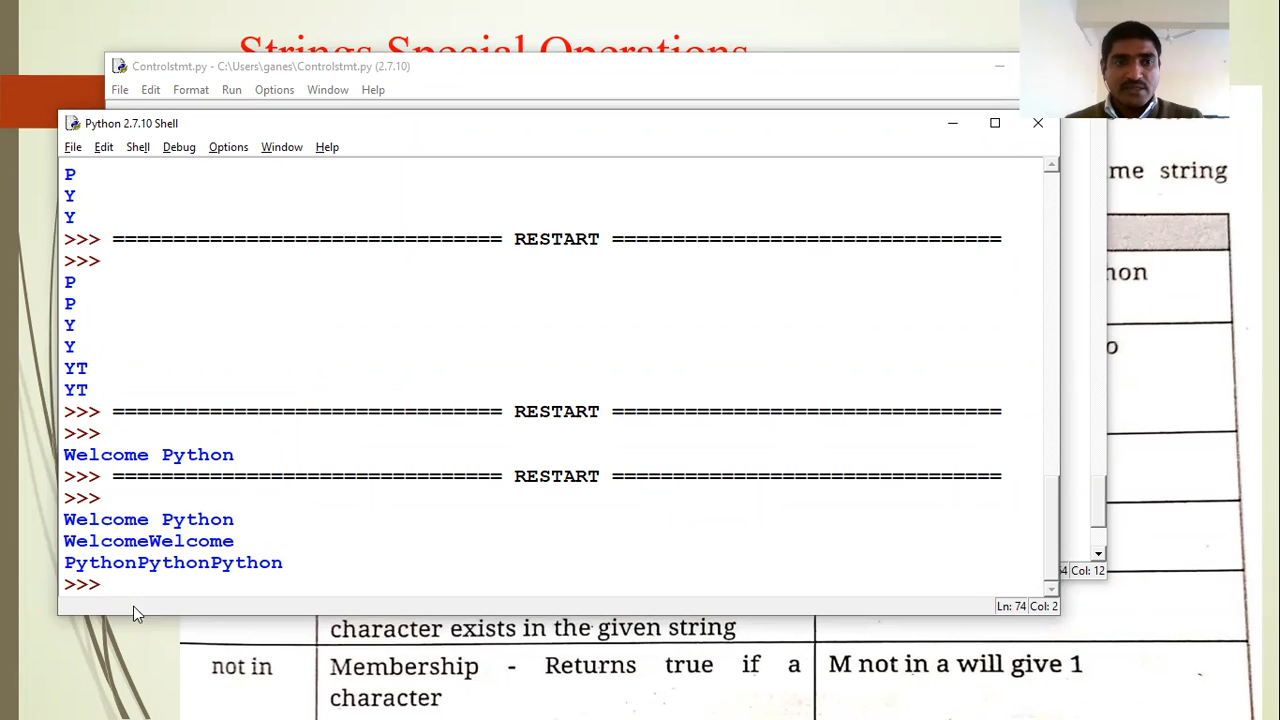 Strings Special Operations
Controlstmt.py - C:\Users\ganes\Controlstmt.py (2.7.10)
File Edit Format Run Options Window Help
Python 2.7.10 Shell
File Edit Shell Debug Options Window Help
me string
P
Y
Y
>>> ================================ RESTART ================================
>>>
hon
P
P
Y
o
Y
YT
YT
>>> ================================ RESTART ================================
>>>
Welcome Python
>>> ================================ RESTART ================================
>>>
Welcome Python
WelcomeWelcome
PythonPythonPython
>>>
4 Col: 12
Ln: 74 Col: 2
character exists in the given string
not in Membership - Returns true if a M not in a will give 1
character